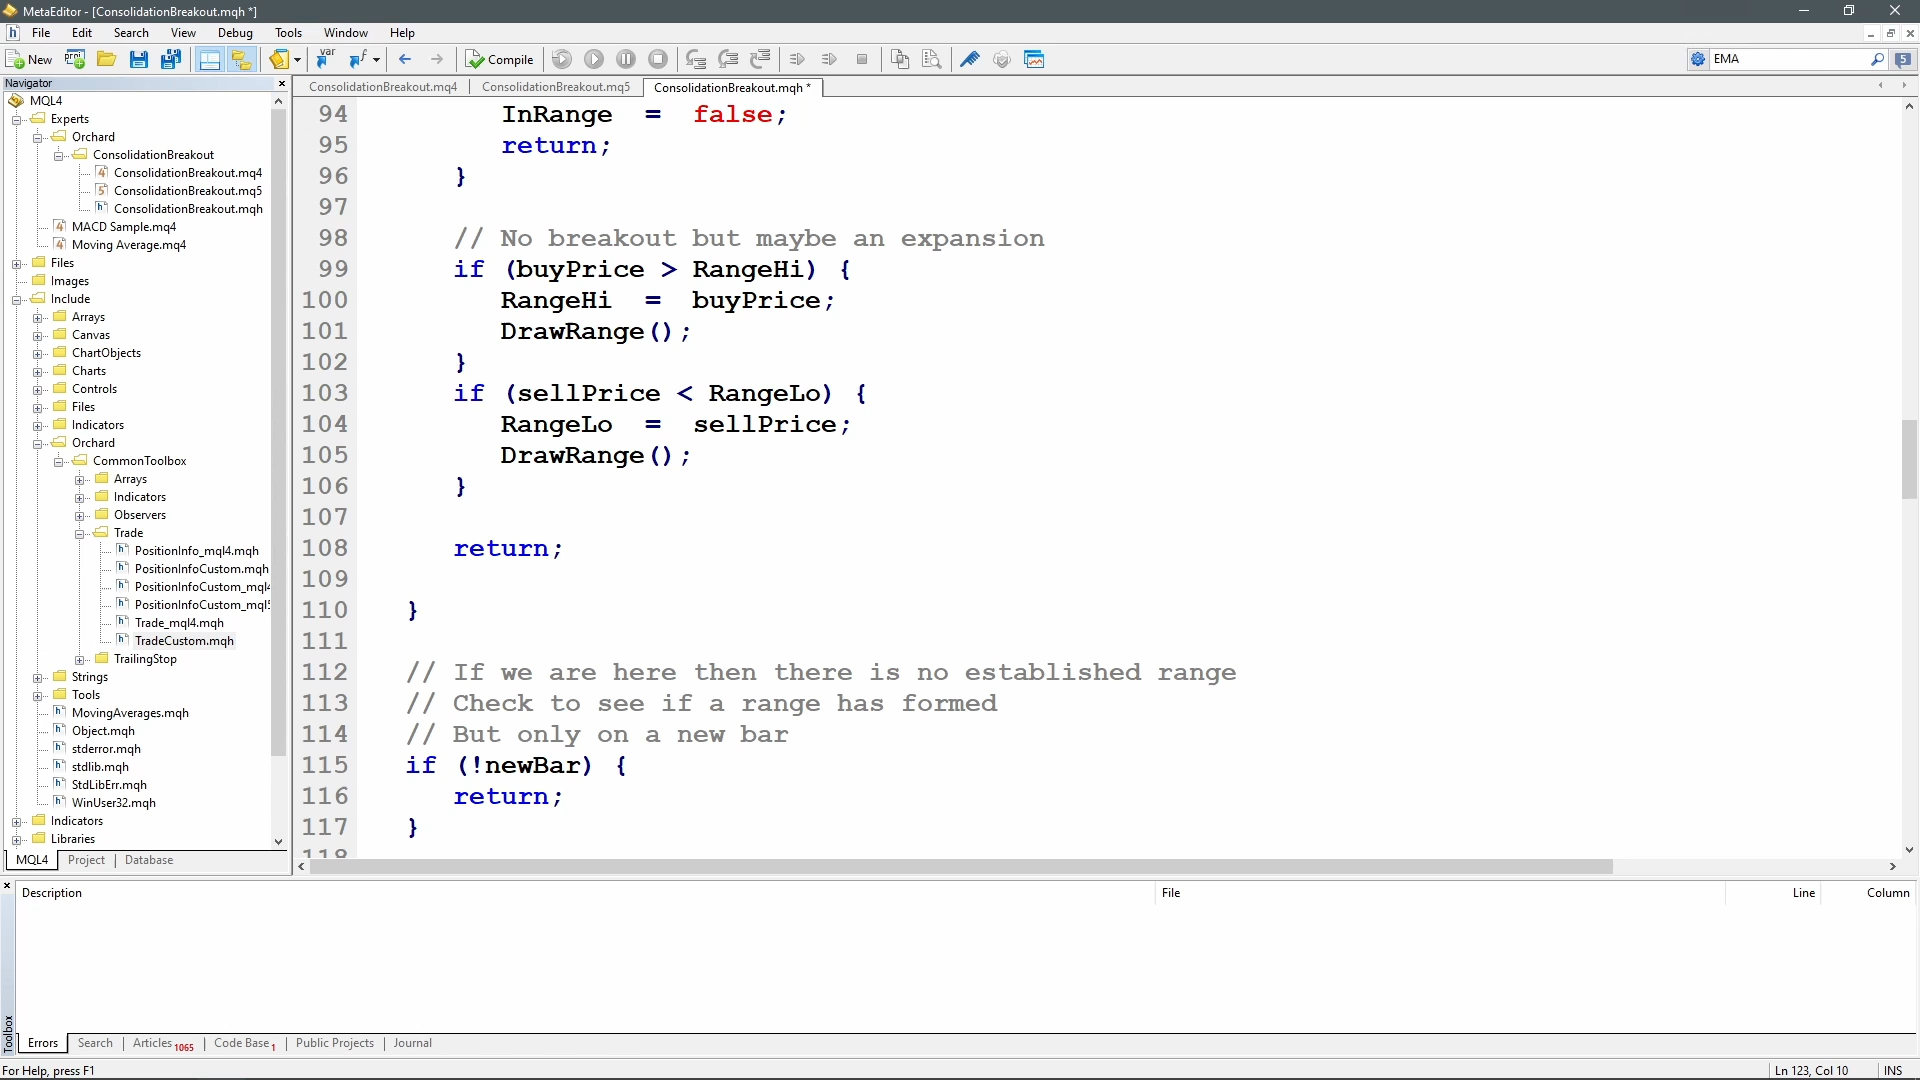 MetaEditor - [ConsolidationBreakout.mqh *]
File Edit Search View Debug Tools Window Help
New Compile EMA 5
Navigator
ConsolidationBreakout.mq4 ConsolidationBreakout.mq5 ConsolidationBreakout.mqh *
MQL4
Experts
Orchard
ConsolidationBreakout
ConsolidationBreakout.mq4
ConsolidationBreakout.mq5
ConsolidationBreakout.mqh
MACD Sample.mq4
Moving Average.mq4
Files
Images
Include
Arrays
Canvas
ChartObjects
Charts
Controls
Files
Indicators
Orchard
CommonToolbox
Arrays
Indicators
Observers
Trade
PositionInfo_mql4.mqh
PositionInfoCustom.mqh
PositionInfoCustom_mql4
PositionInfoCustom_mql5
Trade_mql4.mqh
TradeCustom.mqh
TrailingStop
Strings
Tools
MovingAverages.mqh
Object.mqh
stderror.mqh
stdlib.mqh
StdLibErr.mqh
WinUser32.mqh
Indicators
Libraries
MQL4 Project Database
94 InRange = false;
95 return;
96 }
97
98 // No breakout but maybe an expansion
99 if (buyPrice > RangeHi) {
100 RangeHi = buyPrice;
101 DrawRange();
102 }
103 if (sellPrice < RangeLo) {
104 RangeLo = sellPrice;
105 DrawRange();
106 }
107
108 return;
109
110 }
111
112 // If we are here then there is no established range
113 // Check to see if a range has formed
114 // But only on a new bar
115 if (!newBar) {
116 return;
117 }
118
Description File Line Column
Toolbox
Errors Search Articles 1065 Code Base 1 Public Projects Journal
For Help, press F1 Ln 123, Col 10 INS